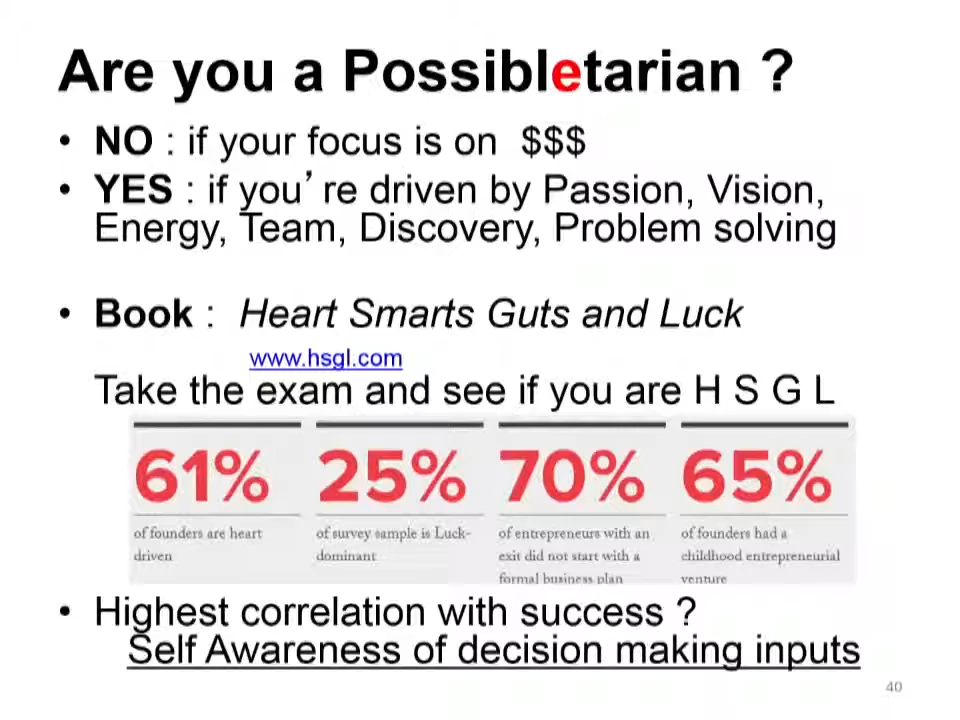 Are you a Possibletarian ?
• NO : if your focus is on $$$
• YES : if you’re driven by Passion, Vision,
Energy, Team, Discovery, Problem solving
• Book : Heart Smarts Guts and Luck
www.hsgl.com
Take the exam and see if you are H S G L
61% 25% 70% 65%
of founders are heart of survey sample is Luck- of entrepreneurs with an of founders had a
driven dominant exit did not start with a childhood entrepreneurial
formal business plan venture
• Highest correlation with success ?
Self Awareness of decision making inputs
40